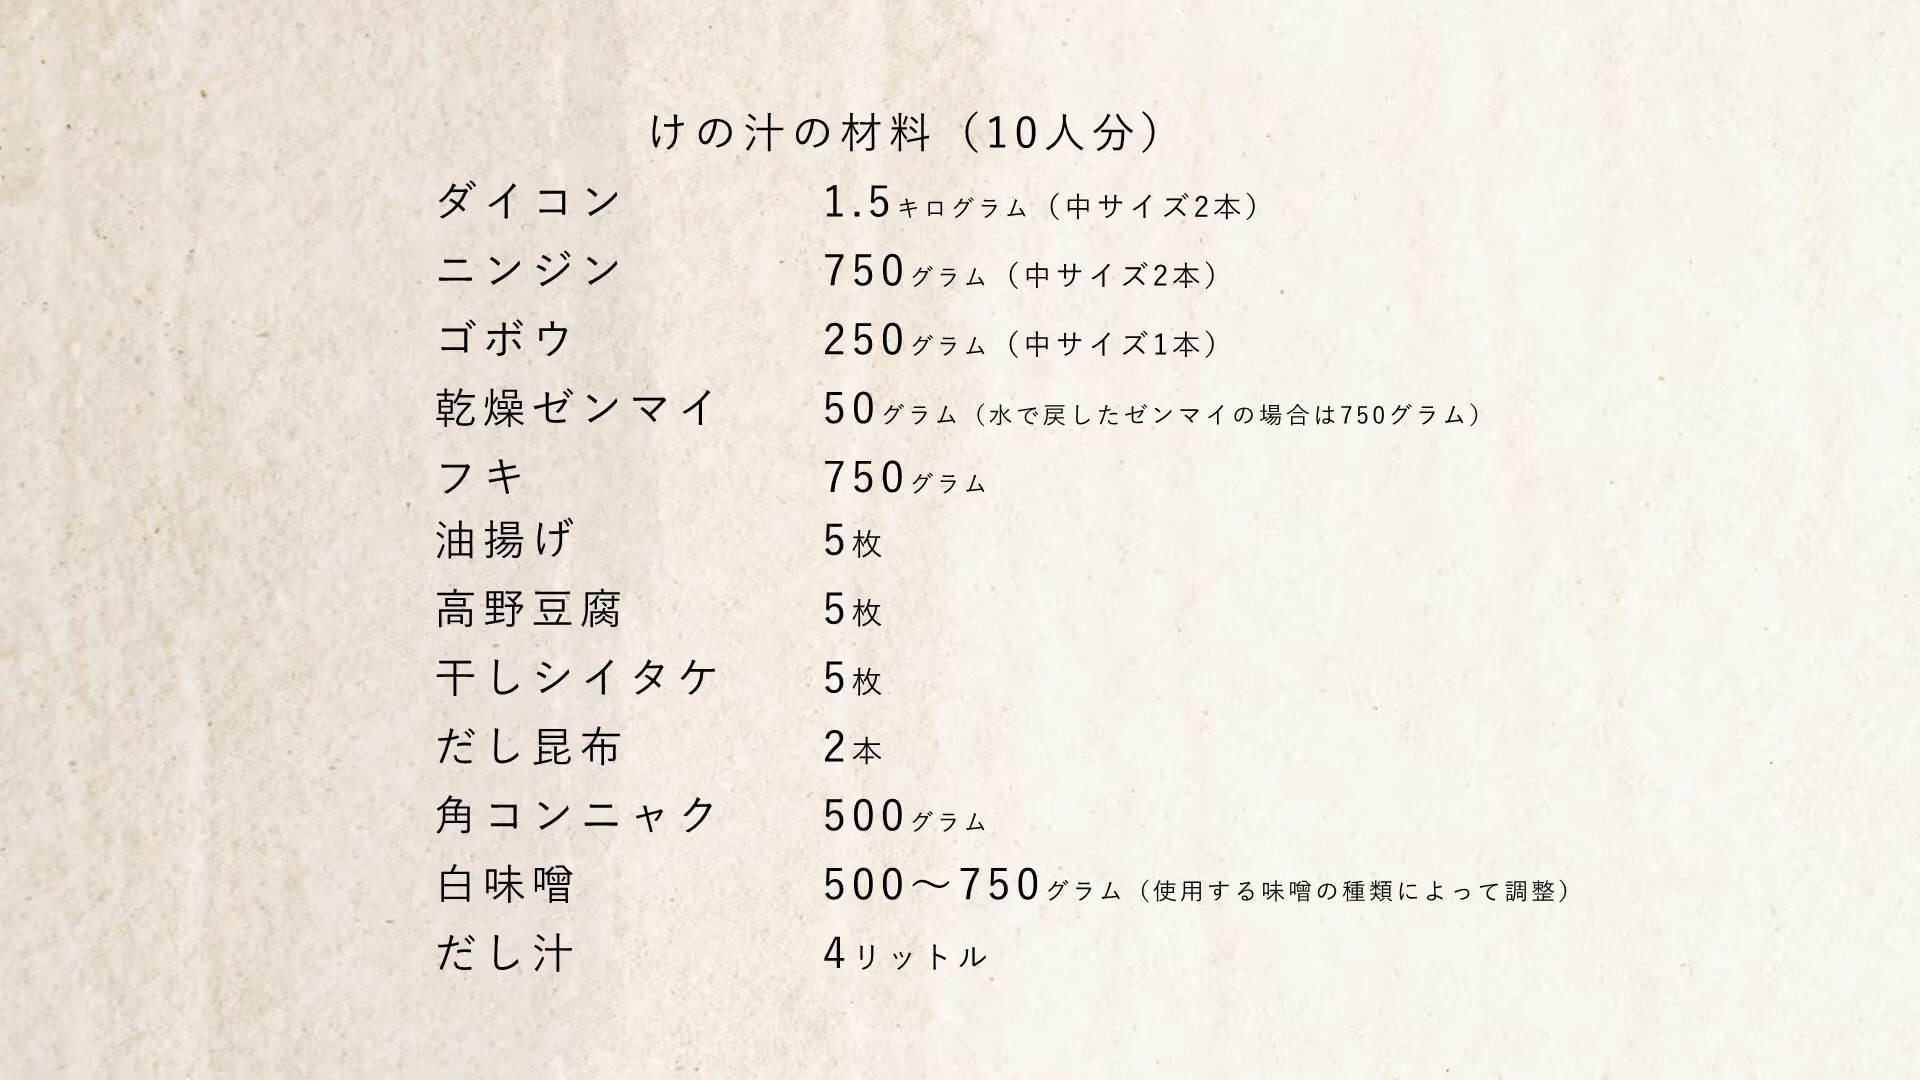 けの汁の材料（10人分）
ダイコン 1.5キログラム（中サイズ2本）
ニンジン 750グラム（中サイズ2本）
ゴボウ 250グラム（中サイズ1本）
乾燥ゼンマイ 50グラム（水で戻したゼンマイの場合は750グラム）
フキ 750グラム
油揚げ 5枚
高野豆腐 5枚
干しシイタケ 5枚
だし昆布 2本
角コンニャク 500グラム
白味噌 500〜750グラム（使用する味噌の種類によって調整）
だし汁 4リットル